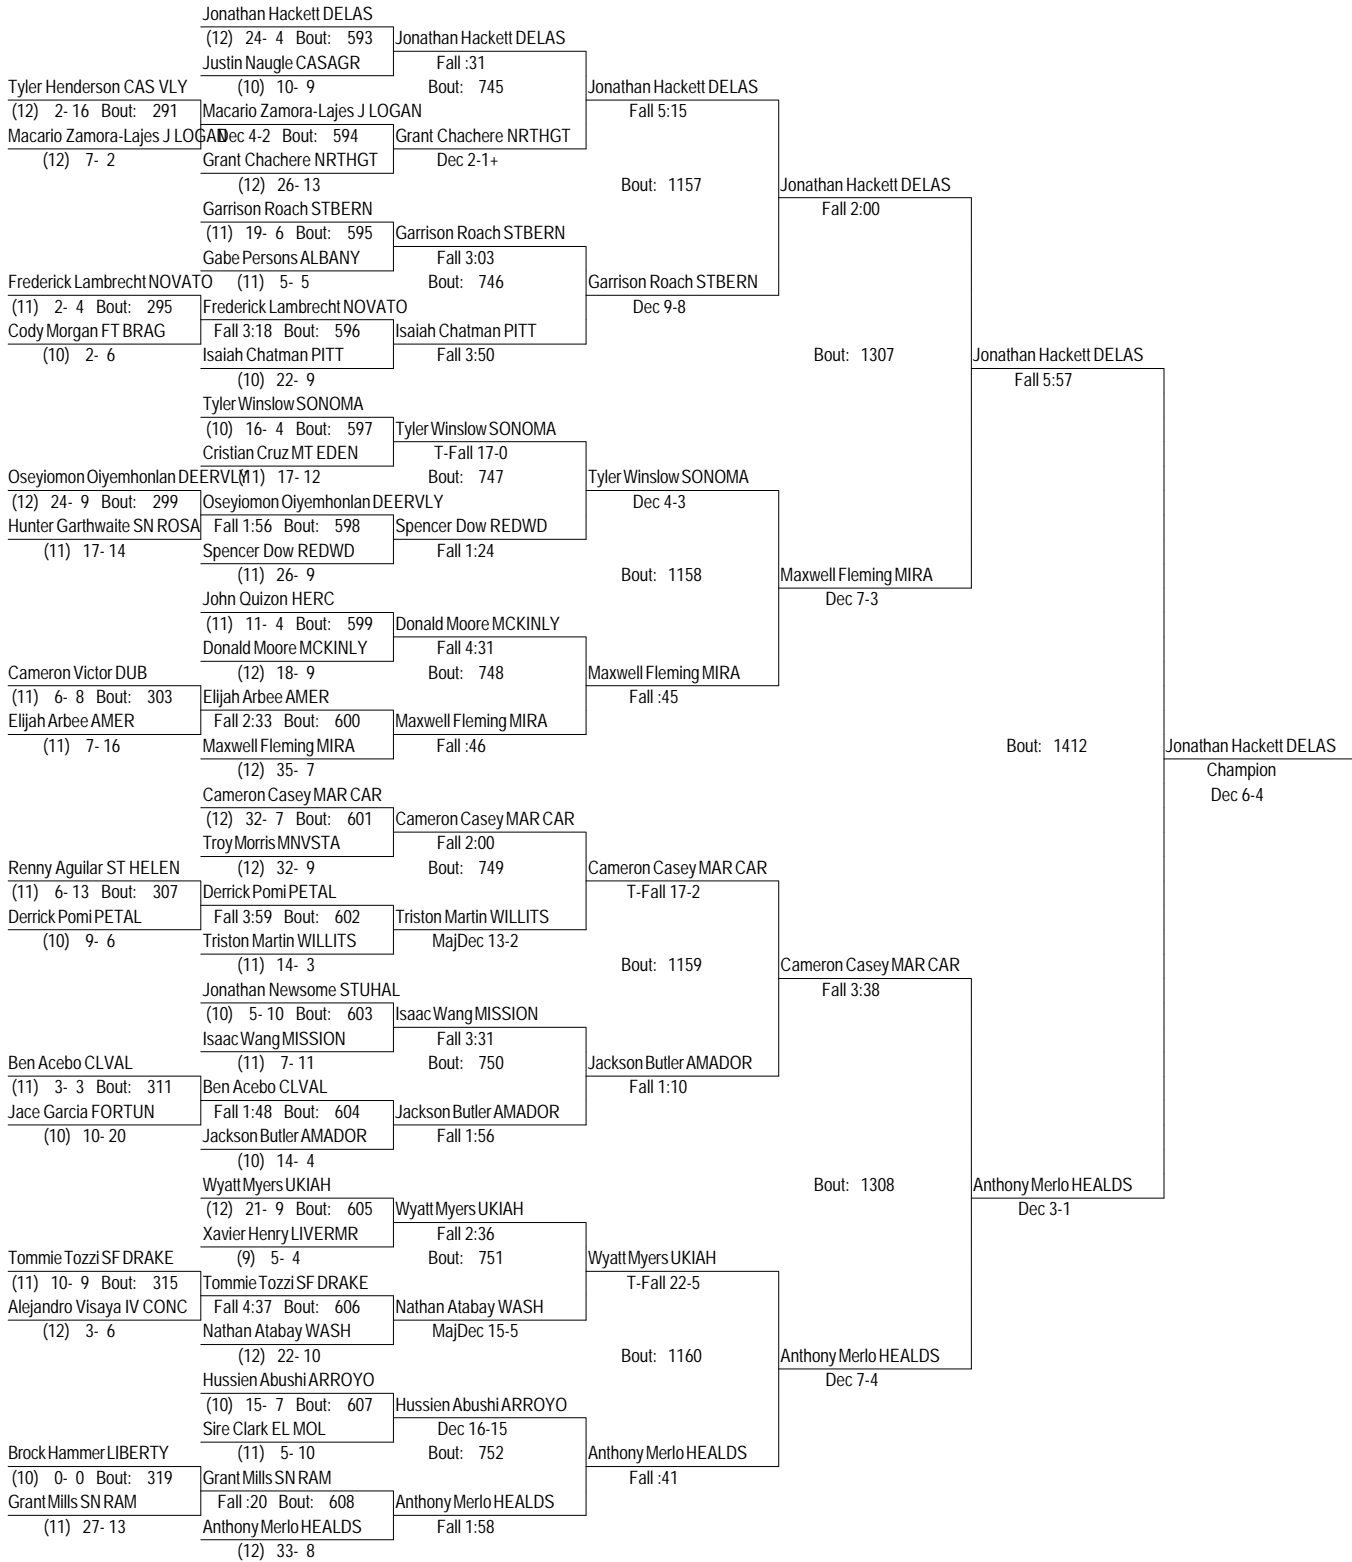 Jonathan Hackett DELAS
(12) 24- 4 Bout: 593 Jonathan Hackett DELAS
Justin Naugle CASAGR Fall :31
Tyler Henderson CAS VLY (10) 10- 9 Bout: 745 Jonathan Hackett DELAS
(12) 2- 16 Bout: 291 Macario Zamora-Lajes J LOGAN Fall 5:15
Macario Zamora-Lajes J LOGAN Dec 4-2 Bout: 594 Grant Chachere NRTHGT
(12) 7- 2 Grant Chachere NRTHGT Dec 2-1+
(12) 26- 13 Bout: 1157 Jonathan Hackett DELAS
Garrison Roach STBERN Fall 2:00
(11) 19- 6 Bout: 595 Garrison Roach STBERN
Gabe Persons ALBANY Fall 3:03
Frederick Lambrecht NOVATO (11) 5- 5 Bout: 746 Garrison Roach STBERN
(11) 2- 4 Bout: 295 Frederick Lambrecht NOVATO Dec 9-8
Cody Morgan FT BRAG Fall 3:18 Bout: 596 Isaiah Chatman PITT
(10) 2- 6 Isaiah Chatman PITT Fall 3:50 Bout: 1307 Jonathan Hackett DELAS
(10) 22- 9 Fall 5:57
Tyler Winslow SONOMA
(10) 16- 4 Bout: 597 Tyler Winslow SONOMA
Cristian Cruz MT EDEN T-Fall 17-0
Oseyiomon Oiyemhonlan DEERVLY (11) 17- 12 Bout: 747 Tyler Winslow SONOMA
(12) 24- 9 Bout: 299 Oseyiomon Oiyemhonlan DEERVLY Dec 4-3
Hunter Garthwaite SN ROSA Fall 1:56 Bout: 598 Spencer Dow REDWD
(11) 17- 14 Spencer Dow REDWD Fall 1:24
(11) 26- 9 Bout: 1158 Maxwell Fleming MIRA
John Quizon HERC Dec 7-3
(11) 11- 4 Bout: 599 Donald Moore MCKINLY
Donald Moore MCKINLY Fall 4:31
Cameron Victor DUB (12) 18- 9 Bout: 748 Maxwell Fleming MIRA
(11) 6- 8 Bout: 303 Elijah Arbee AMER Fall :45
Elijah Arbee AMER Fall 2:33 Bout: 600 Maxwell Fleming MIRA
(11) 7- 16 Maxwell Fleming MIRA Fall :46 Bout: 1412 Jonathan Hackett DELAS
(12) 35- 7 Champion
Cameron Casey MAR CAR Dec 6-4
(12) 32- 7 Bout: 601 Cameron Casey MAR CAR
Troy Morris MNVSTA Fall 2:00
Renny Aguilar ST HELEN (12) 32- 9 Bout: 749 Cameron Casey MAR CAR
(11) 6- 13 Bout: 307 Derrick Pomi PETAL T-Fall 17-2
Derrick Pomi PETAL Fall 3:59 Bout: 602 Triston Martin WILLITS
(10) 9- 6 Triston Martin WILLITS MajDec 13-2
(11) 14- 3 Bout: 1159 Cameron Casey MAR CAR
Jonathan Newsome STUHAL Fall 3:38
(10) 5- 10 Bout: 603 Isaac Wang MISSION
Isaac Wang MISSION Fall 3:31
Ben Acebo CLVAL (11) 7- 11 Bout: 750 Jackson Butler AMADOR
(11) 3- 3 Bout: 311 Ben Acebo CLVAL Fall 1:10
Jace Garcia FORTUN Fall 1:48 Bout: 604 Jackson Butler AMADOR
(10) 10- 20 Jackson Butler AMADOR Fall 1:56
(10) 14- 4
Wyatt Myers UKIAH Bout: 1308 Anthony Merlo HEALDS
(12) 21- 9 Bout: 605 Wyatt Myers UKIAH Dec 3-1
Xavier Henry LIVERMR Fall 2:36
Tommie Tozzi SF DRAKE (9) 5- 4 Bout: 751 Wyatt Myers UKIAH
(11) 10- 9 Bout: 315 Tommie Tozzi SF DRAKE T-Fall 22-5
Alejandro Visaya IV CONC Fall 4:37 Bout: 606 Nathan Atabay WASH
(12) 3- 6 Nathan Atabay WASH MajDec 15-5
(12) 22- 10 Bout: 1160 Anthony Merlo HEALDS
Hussien Abushi ARROYO Dec 7-4
(10) 15- 7 Bout: 607 Hussien Abushi ARROYO
Sire Clark EL MOL Dec 16-15
Brock Hammer LIBERTY (11) 5- 10 Bout: 752 Anthony Merlo HEALDS
(10) 0- 0 Bout: 319 Grant Mills SN RAM Fall :41
Grant Mills SN RAM Fall :20 Bout: 608 Anthony Merlo HEALDS
(11) 27- 13 Anthony Merlo HEALDS Fall 1:58
(12) 33- 8